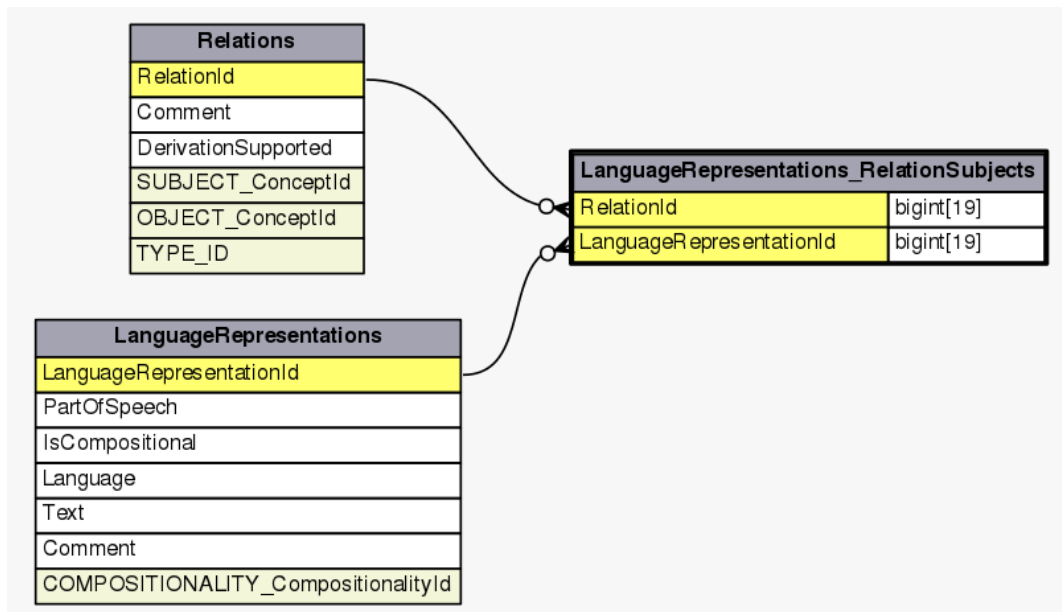 Relations
RelationId
Comment
DerivationSupported
SUBJECT_ConceptId
OBJECT_ConceptId
TYPE_ID
LanguageRepresentations_RelationSubjects
RelationId bigint[19]
LanguageRepresentationId bigint[19]
LanguageRepresentations
LanguageRepresentationId
PartOfSpeech
IsCompositional
Language
Text
Comment
COMPOSITIONALITY_CompositionalityId